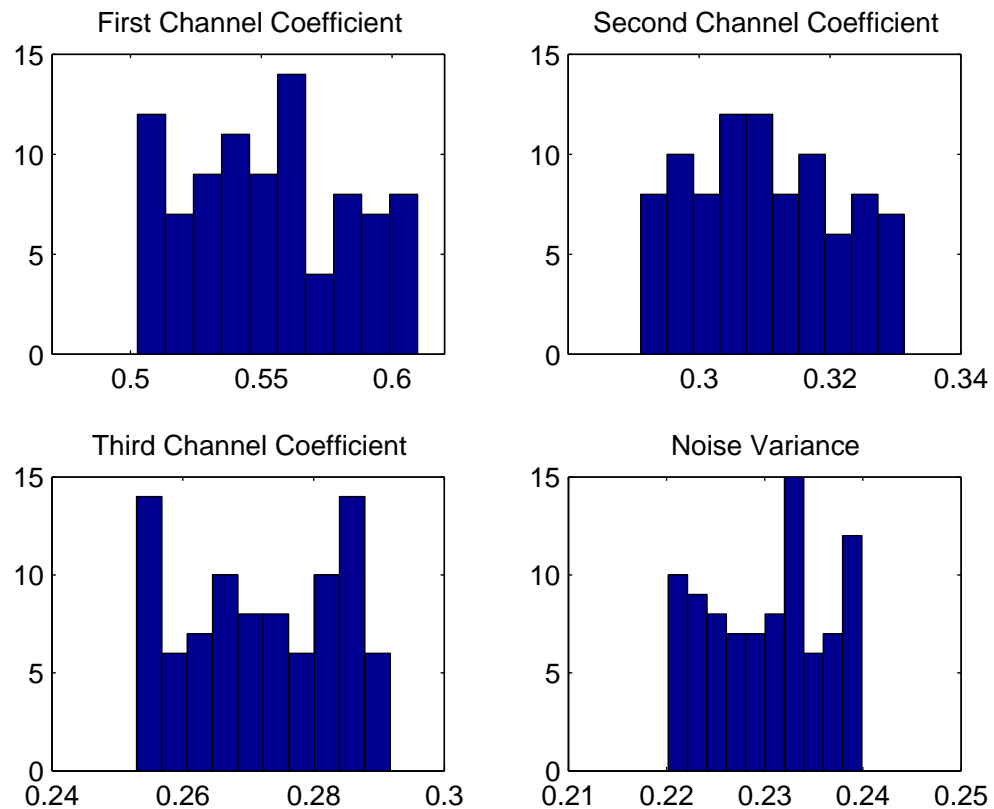 First Channel Coefficient
15
10
5
0
0.5 0.55 0.6
Second Channel Coefficient
15
10
5
0
0.3 0.32 0.34
Third Channel Coefficient
15
10
5
0
0.24 0.26 0.28 0.3
Noise Variance
15
10
5
0
0.21 0.22 0.23 0.24 0.25